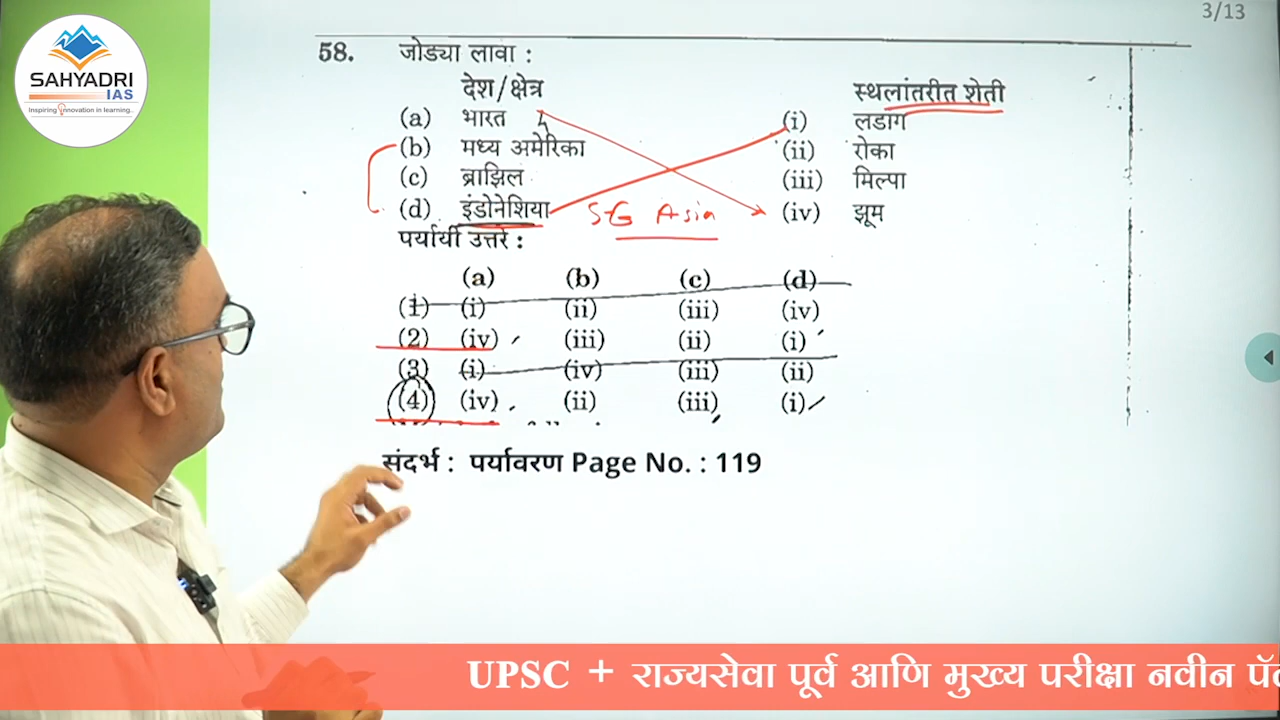 3/13
SAHYADRI
IAS
Inspiring Innovation in learning..
58. जोड्या लावा :
देश/क्षेत्र स्थलांतरीत शेती
(a) भारत (i) लडांग
(b) मध्य अमेरिका (ii) रोका
(c) ब्राझिल (iii) मिल्पा
(d) इंडोनेशिया SG Asia (iv) झूम
पर्यायी उत्तरे :
(a) (b) (c) (d)
(1) (i) (ii) (iii) (iv)
(2) (iv) (iii) (ii) (i)
(3) (i) (iv) (iii) (ii)
(4) (iv) (ii) (iii) (i)
संदर्भ : पर्यावरण Page No. : 119
UPSC + राज्यसेवा पूर्व आणि मुख्य परीक्षा नवीन